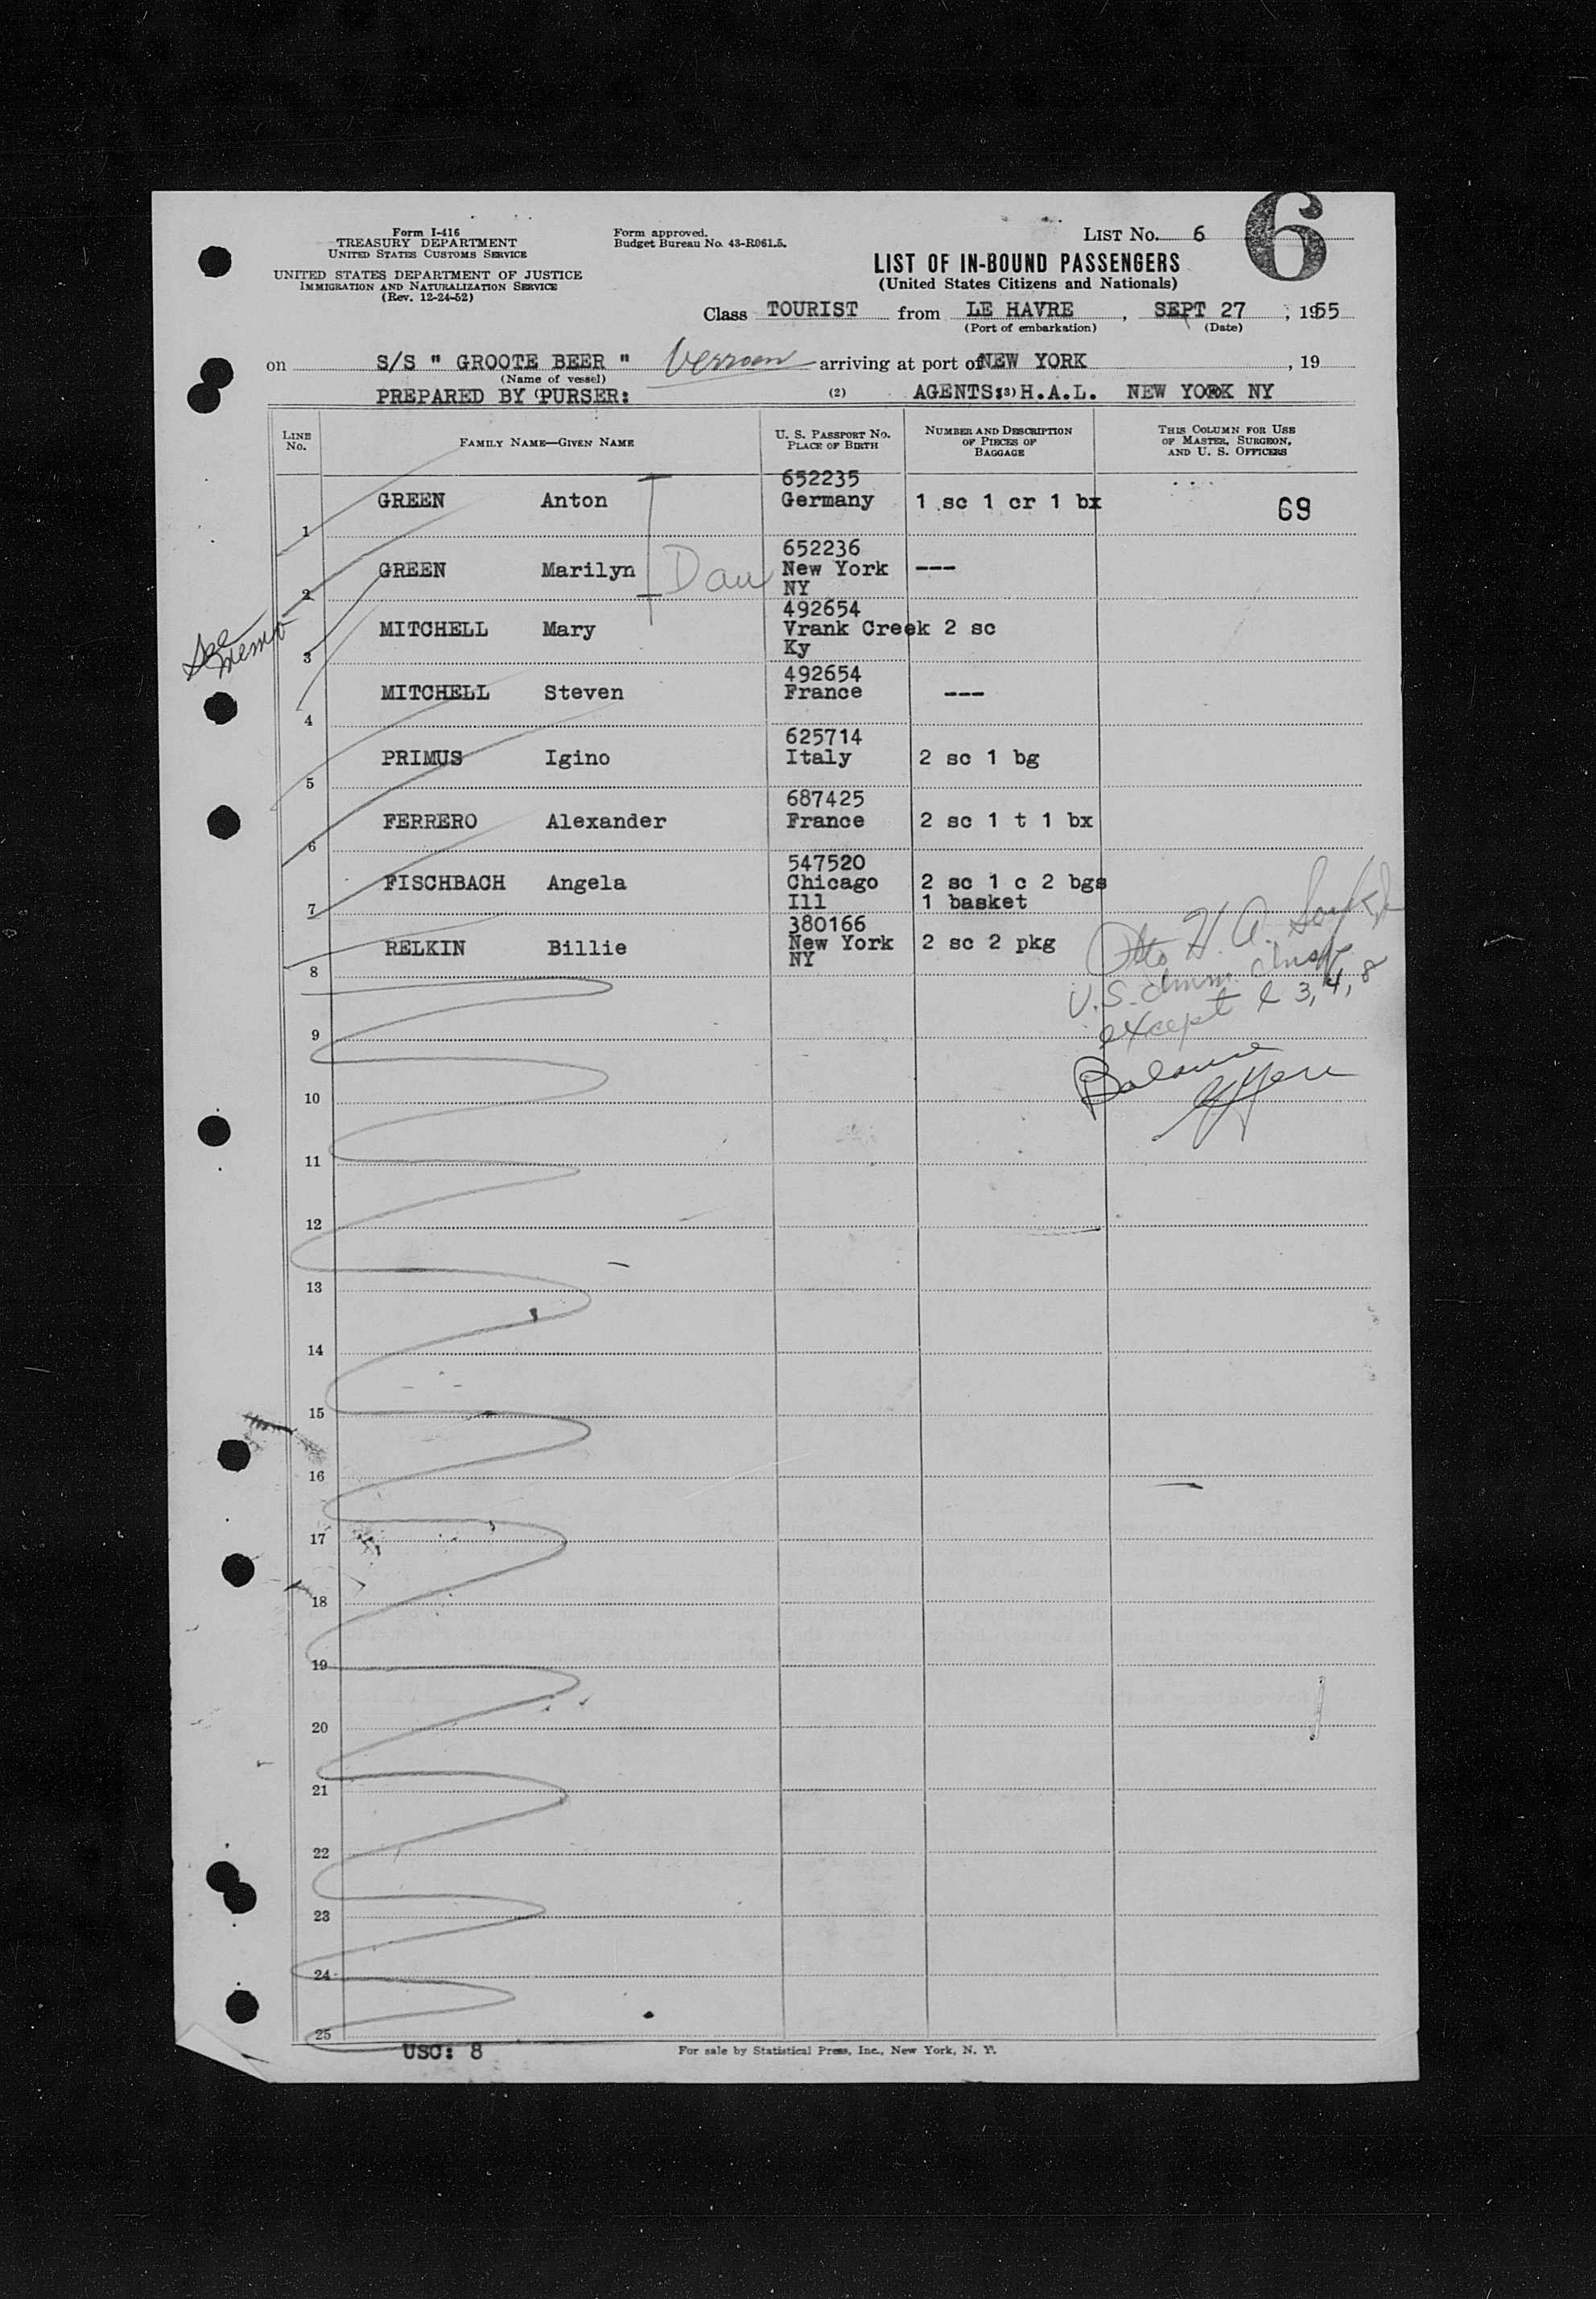 Form I-416
TREASURY DEPARTMENT
UNITED STATES CUSTOMS SERVICE
UNITED STATES DEPARTMENT OF JUSTICE
IMMIGRATION AND NATURALIZATION SERVICE
(Rev. 12-24-52)
Form approved.
Budget Bureau No. 43-R061.5.
LIST No. 6
6
LIST OF IN-BOUND PASSENGERS
(United States Citizens and Nationals)
Class TOURIST from LE HAVRE , SEPT 27 , 1955
(Port of embarkation) (Date)
on S/S " GROOTE BEER " Verroen arriving at port of NEW YORK , 19
(Name of vessel)
PREPARED BY PURSER: (2) AGENTS:(3) H.A.L. NEW YORK NY
LINE No. FAMILY NAME—GIVEN NAME U. S. PASSPORT NO. PLACE OF BIRTH NUMBER AND DESCRIPTION OF PIECES OF BAGGAGE THIS COLUMN FOR USE OF MASTER, SURGEON, AND U. S. OFFICERS
652235
GREEN Anton Germany 1 sc 1 cr 1 bx 69
1
652236
GREEN Marilyn New York ---
2 NY
492654
MITCHELL Mary Vrank Creek 2 sc
3 Ky
See memo
492654
MITCHELL Steven France ---
4
625714
PRIMUS Igino Italy 2 sc 1 bg
5
687425
FERRERO Alexander France 2 sc 1 t 1 bx
6
547520
FISCHBACH Angela Chicago 2 sc 1 c 2 bgs
7 Ill 1 basket
380166
RELKIN Billie New York 2 sc 2 pkg
8 NY
Otto H. A.
U.S. Imm. Insp
except l 3, 4, 8
Balance
9
10
11
12
13
14
15
16
17
18
19
20
21
22
23
24
25
USC: 8
For sale by Statistical Press, Inc., New York, N. Y.